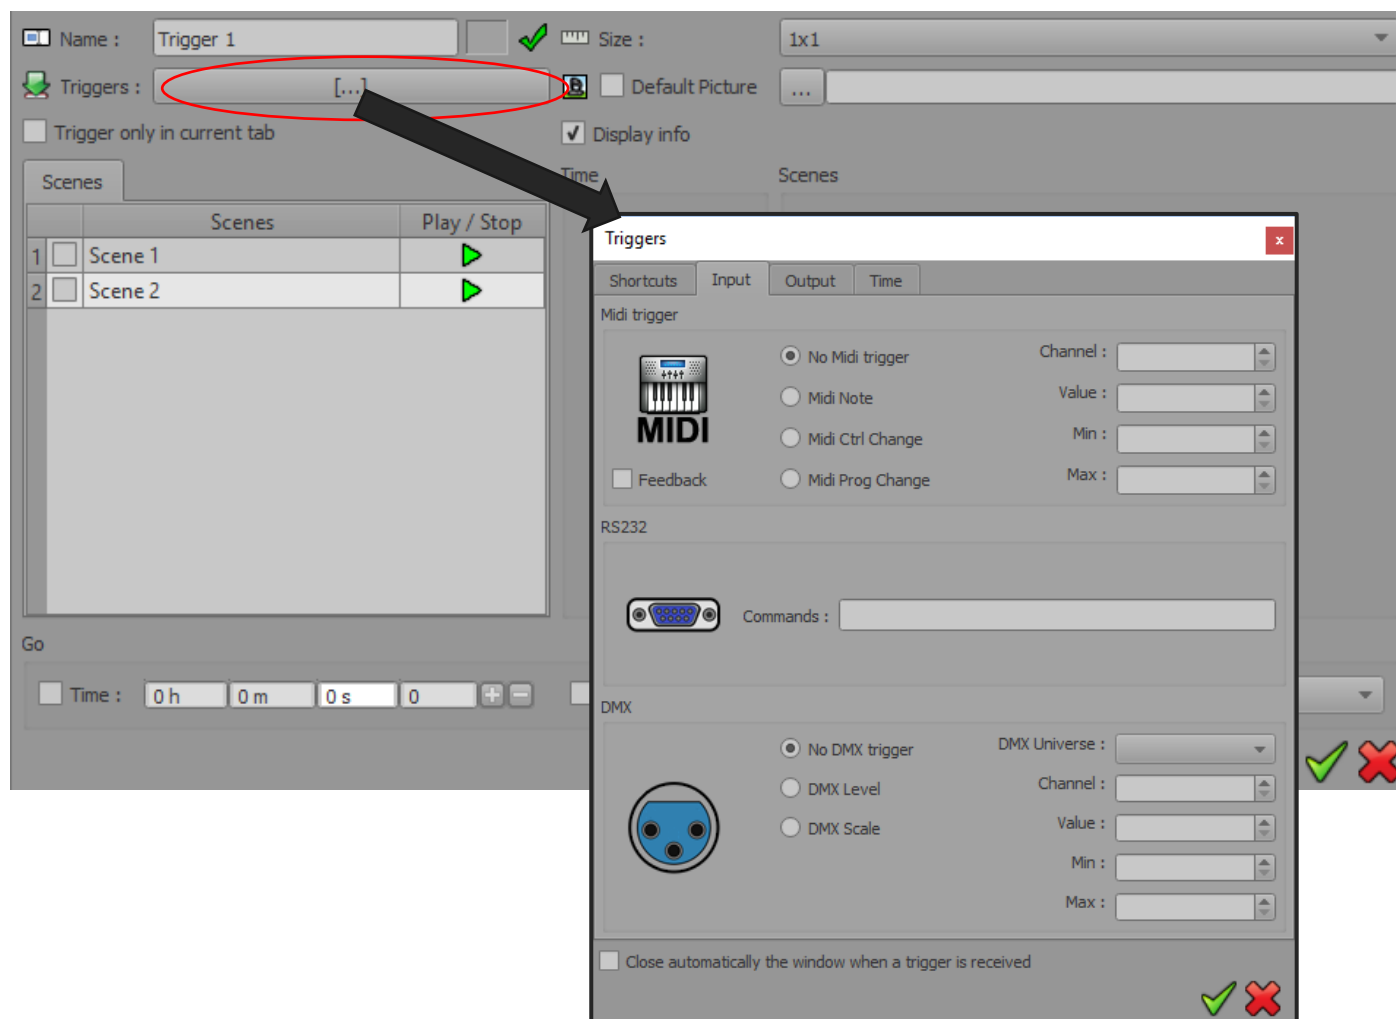 Name :
Trigger 1
Size :
1x1
Triggers :
[...]
Default Picture
...
Trigger only in current tab
Display info
Scenes
Time
Scenes
Scenes
Play / Stop
1
Scene 1
2
Scene 2
Go
Time :
0 h
0 m
0 s
0
Triggers
x
Shortcuts
Input
Output
Time
Midi trigger
MIDI
No Midi trigger
Channel :
Midi Note
Value :
Midi Ctrl Change
Min :
Feedback
Midi Prog Change
Max :
RS232
Commands :
DMX
No DMX trigger
DMX Universe :
DMX Level
Channel :
DMX Scale
Value :
Min :
Max :
Close automatically the window when a trigger is received